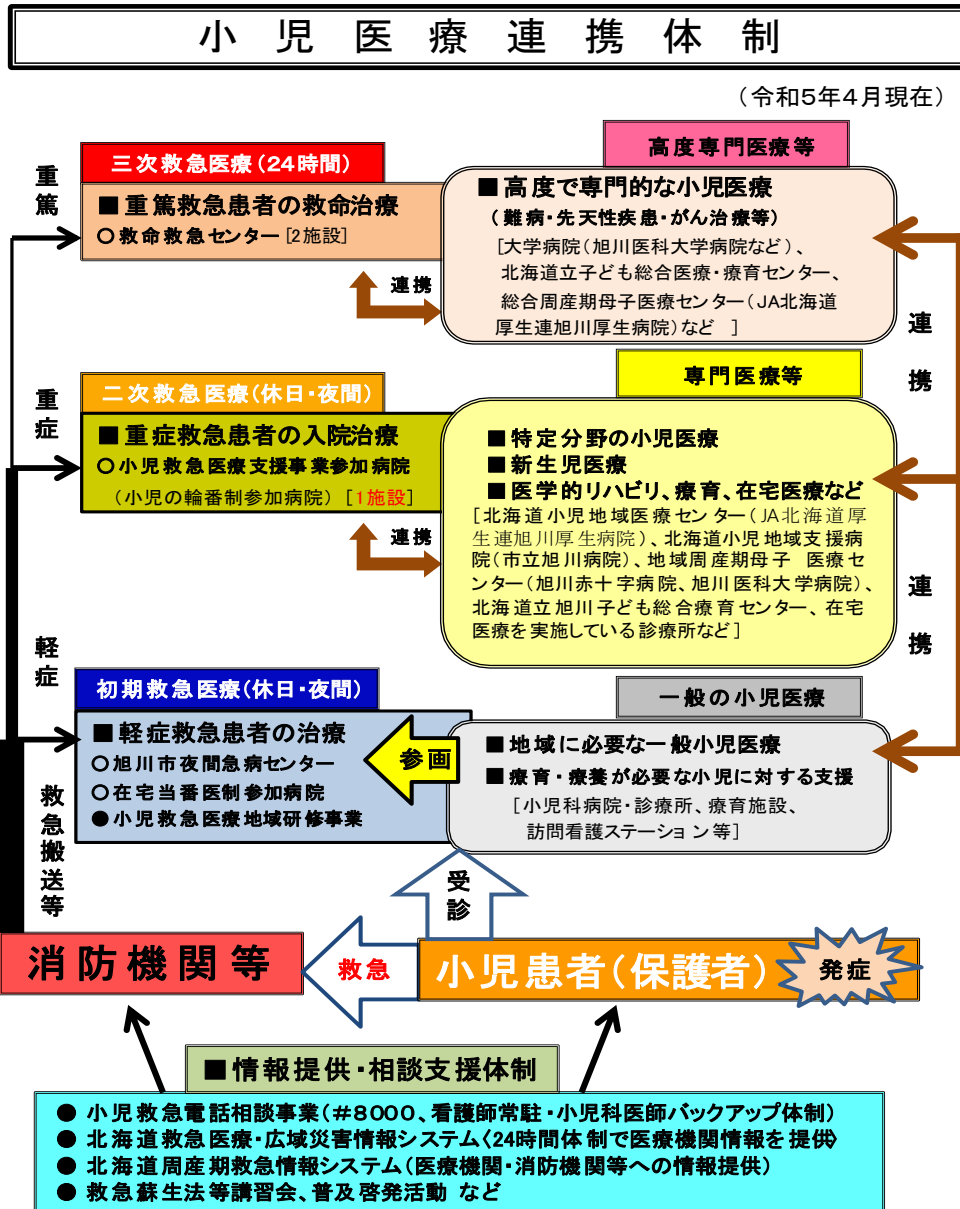 小児医療連携体制
（令和5年4月現在）
重篤
三次救急医療（24時間）
■重篤救急患者の救命治療
○救命救急センター［2施設］
連携
高度専門医療等
■高度で専門的な小児医療
（難病・先天性疾患・がん治療等）
［大学病院（旭川医科大学病院など）、
北海道立子ども総合医療・療育センター、
総合周産期母子医療センター（JA北海道
厚生連旭川厚生病院）など　］
連携
重症
二次救急医療（休日・夜間）
■重症救急患者の入院治療
○小児救急医療支援事業参加病院
（小児の輪番制参加病院）［1施設］
連携
専門医療等
■特定分野の小児医療
■新生児医療
■医学的リハビリ、療育、在宅医療など
［北海道小児地域医療センター（JA北海道厚
生連旭川厚生病院）、北海道小児地域支援病
院（市立旭川病院）、地域周産期母子　医療セ
ンター（旭川赤十字病院、旭川医科大学病院）、
北海道立旭川子ども総合療育センター、在宅
医療を実施している診療所など］
連携
軽症
初期救急医療（休日・夜間）
■軽症救急患者の治療
○旭川市夜間急病センター
○在宅当番医制参加病院
●小児救急医療地域研修事業
参画
一般の小児医療
■地域に必要な一般小児医療
■療育・療養が必要な小児に対する支援
［小児科病院・診療所、療育施設、
訪問看護ステーション等］
救急搬送等
受診
消防機関等
救急
小児患者（保護者）
発症
■情報提供・相談支援体制
● 小児救急電話相談事業（＃8000、看護師常駐・小児科医師バックアップ体制）
● 北海道救急医療・広域災害情報システム〈24時間体制で医療機関情報を提供〉
● 北海道周産期救急情報システム（医療機関・消防機関等への情報提供）
● 救急蘇生法等講習会、普及啓発活動 など